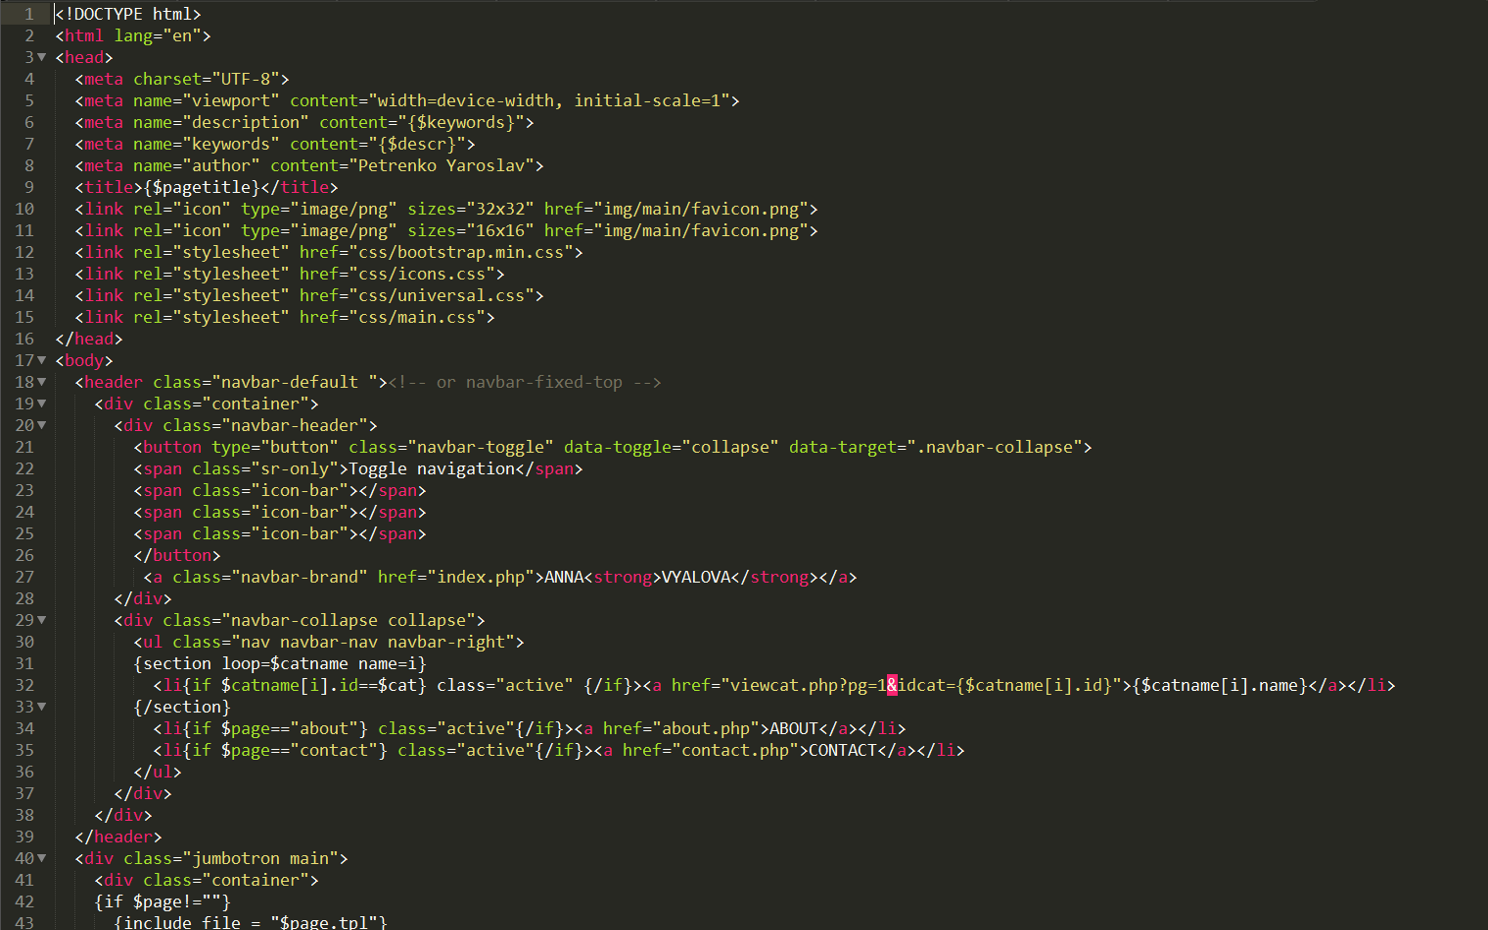 1 <!DOCTYPE html>
2 <html lang="en">
3 <head>
4 <meta charset="UTF-8">
5 <meta name="viewport" content="width=device-width, initial-scale=1">
6 <meta name="description" content="{$keywords}">
7 <meta name="keywords" content="{$descr}">
8 <meta name="author" content="Petrenko Yaroslav">
9 <title>{$pagetitle}</title>
10 <link rel="icon" type="image/png" sizes="32x32" href="img/main/favicon.png">
11 <link rel="icon" type="image/png" sizes="16x16" href="img/main/favicon.png">
12 <link rel="stylesheet" href="css/bootstrap.min.css">
13 <link rel="stylesheet" href="css/icons.css">
14 <link rel="stylesheet" href="css/universal.css">
15 <link rel="stylesheet" href="css/main.css">
16 </head>
17 <body>
18 <header class="navbar-default "><!-- or navbar-fixed-top -->
19 <div class="container">
20 <div class="navbar-header">
21 <button type="button" class="navbar-toggle" data-toggle="collapse" data-target=".navbar-collapse">
22 <span class="sr-only">Toggle navigation</span>
23 <span class="icon-bar"></span>
24 <span class="icon-bar"></span>
25 <span class="icon-bar"></span>
26 </button>
27 <a class="navbar-brand" href="index.php">ANNA<strong>VYALOVA</strong></a>
28 </div>
29 <div class="navbar-collapse collapse">
30 <ul class="nav navbar-nav navbar-right">
31 {section loop=$catname name=i}
32 <li{if $catname[i].id==$cat} class="active" {/if}><a href="viewcat.php?pg=1&idcat={$catname[i].id}">{$catname[i].name}</a></li>
33 {/section}
34 <li{if $page=="about"} class="active"{/if}><a href="about.php">ABOUT</a></li>
35 <li{if $page=="contact"} class="active"{/if}><a href="contact.php">CONTACT</a></li>
36 </ul>
37 </div>
38 </div>
39 </header>
40 <div class="jumbotron main">
41 <div class="container">
42 {if $page!=""}
43 {include file = "$page.tpl"}